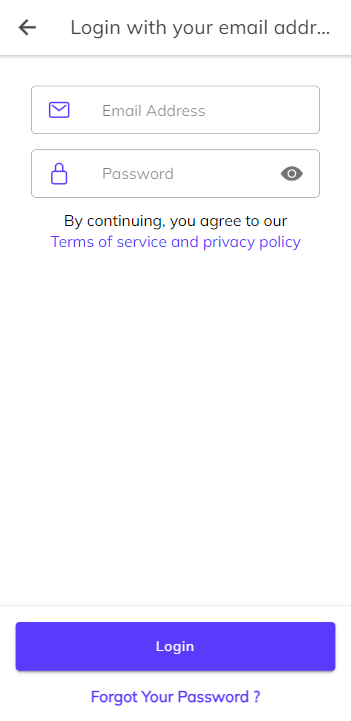 Login with your email addr...
Email Address
Password
By continuing, you agree to our
Terms of service and privacy policy
Login
Forgot Your Password ?